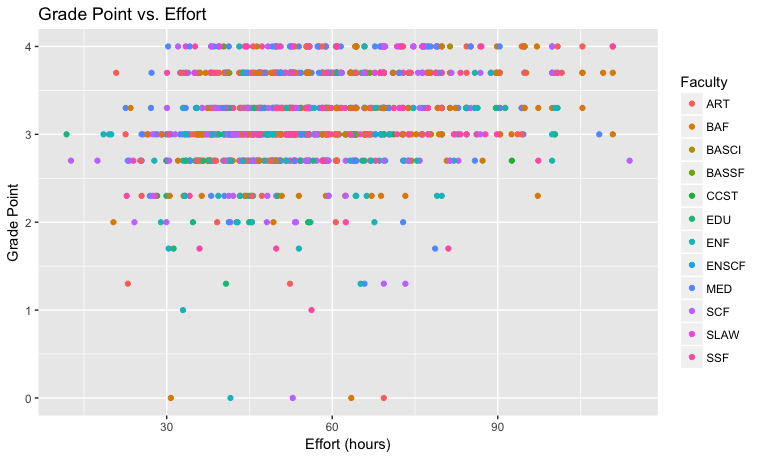 Grade Point vs. Effort
4
3
2
1
0
Grade Point
30
60
90
Effort (hours)
Faculty
ART
BAF
BASCI
BASSF
CCST
EDU
ENF
ENSCF
MED
SCF
SLAW
SSF